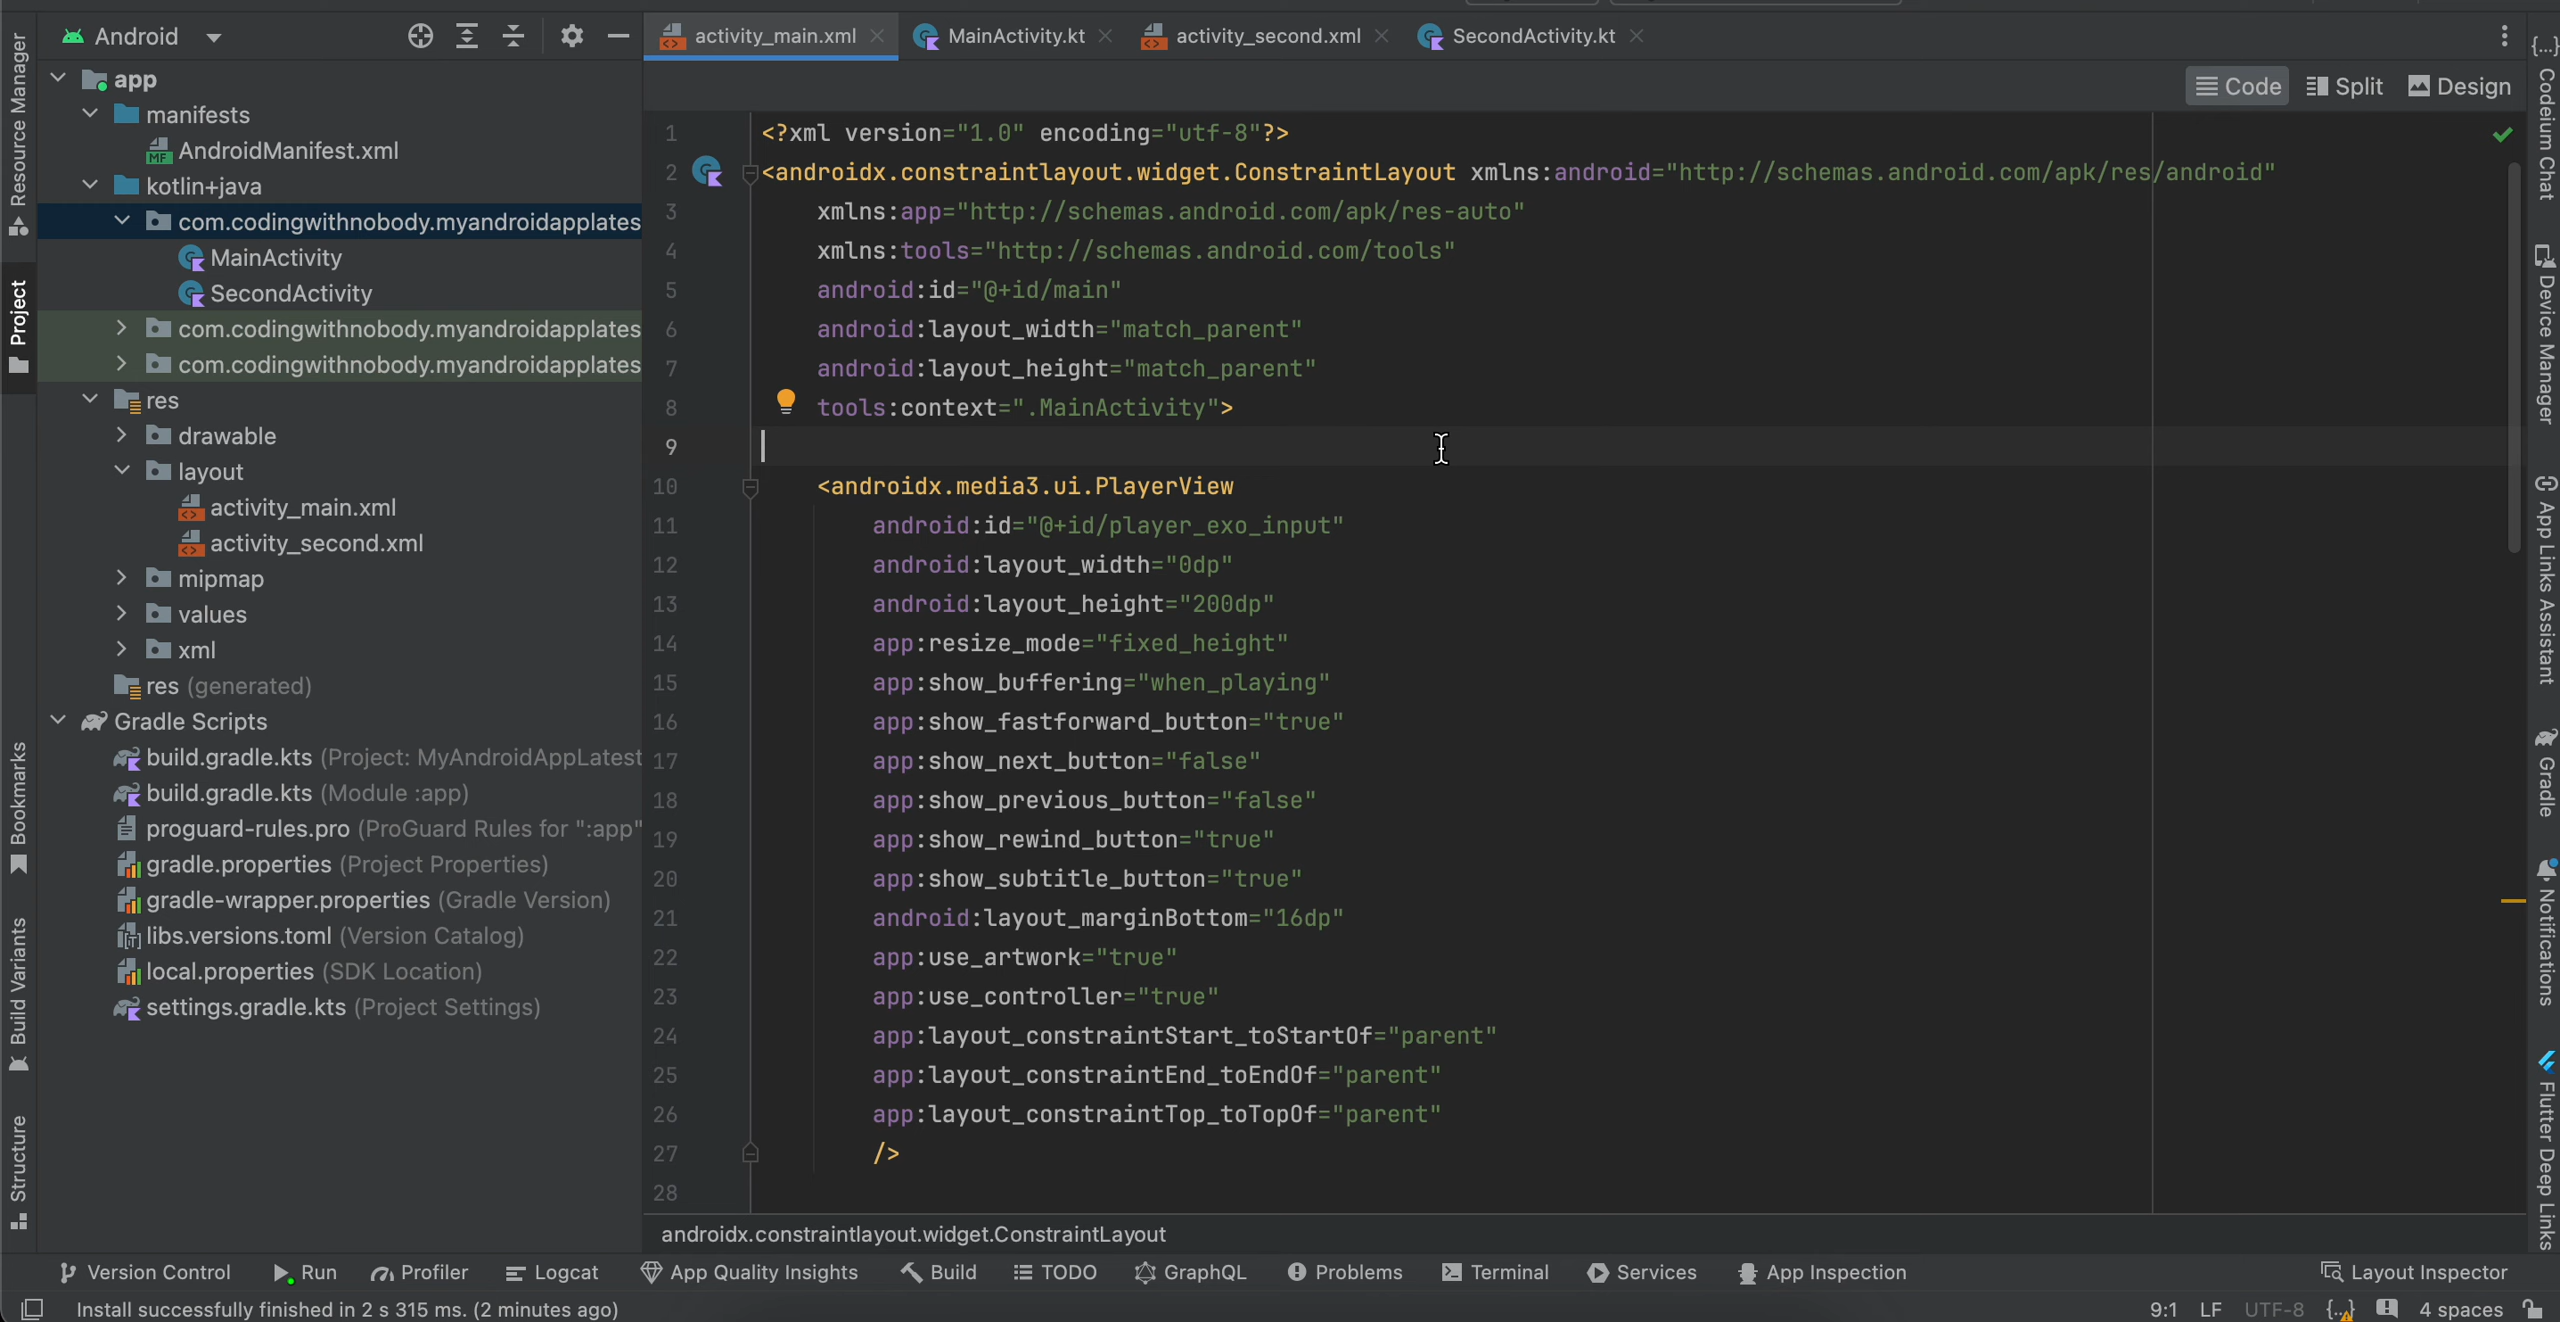 Android
activity_main.xml
MainActivity.kt
activity_second.xml
SecondActivity.kt
Code
Split
Design
Resource Manager
Project
Bookmarks
Build Variants
Structure
app
manifests
AndroidManifest.xml
kotlin+java
com.codingwithnobody.myandroidapplates
MainActivity
SecondActivity
com.codingwithnobody.myandroidapplates
com.codingwithnobody.myandroidapplates
res
drawable
layout
activity_main.xml
activity_second.xml
mipmap
values
xml
res (generated)
Gradle Scripts
build.gradle.kts (Project: MyAndroidAppLatest
build.gradle.kts (Module :app)
proguard-rules.pro (ProGuard Rules for ":app"
gradle.properties (Project Properties)
gradle-wrapper.properties (Gradle Version)
libs.versions.toml (Version Catalog)
local.properties (SDK Location)
settings.gradle.kts (Project Settings)
1 <?xml version="1.0" encoding="utf-8"?>
2 <androidx.constraintlayout.widget.ConstraintLayout xmlns:android="http://schemas.android.com/apk/res/android"
3 xmlns:app="http://schemas.android.com/apk/res-auto"
4 xmlns:tools="http://schemas.android.com/tools"
5 android:id="@+id/main"
6 android:layout_width="match_parent"
7 android:layout_height="match_parent"
8 tools:context=".MainActivity">
9
10 <androidx.media3.ui.PlayerView
11 android:id="@+id/player_exo_input"
12 android:layout_width="0dp"
13 android:layout_height="200dp"
14 app:resize_mode="fixed_height"
15 app:show_buffering="when_playing"
16 app:show_fastforward_button="true"
17 app:show_next_button="false"
18 app:show_previous_button="false"
19 app:show_rewind_button="true"
20 app:show_subtitle_button="true"
21 android:layout_marginBottom="16dp"
22 app:use_artwork="true"
23 app:use_controller="true"
24 app:layout_constraintStart_toStartOf="parent"
25 app:layout_constraintEnd_toEndOf="parent"
26 app:layout_constraintTop_toTopOf="parent"
27 />
28
androidx.constraintlayout.widget.ConstraintLayout
{...} Codeium Chat
Device Manager
App Links Assistant
Gradle
Notifications
Flutter Deep Links
Version Control
Run
Profiler
Logcat
App Quality Insights
Build
TODO
GraphQL
Problems
Terminal
Services
App Inspection
Layout Inspector
Install successfully finished in 2 s 315 ms. (2 minutes ago)
9:1 LF UTF-8 {..} 4 spaces